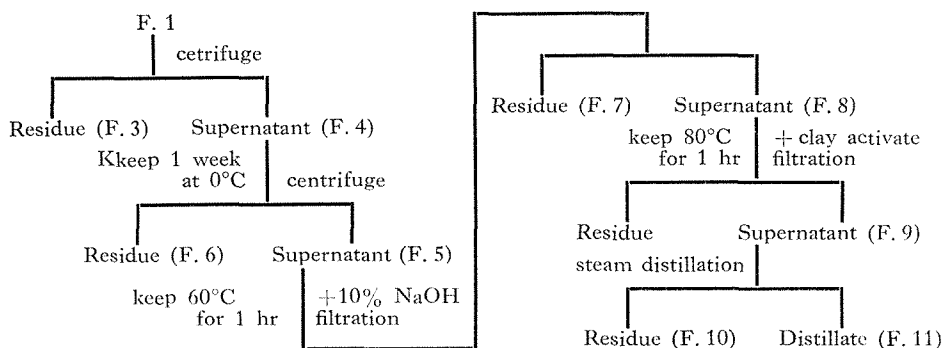 F. 1
cetrifuge
Residue (F. 3) Supernatant (F. 4)
Kkeep 1 week
at 0°C centrifuge
Residue (F. 6) Supernatant (F. 5)
keep 60°C +10% NaOH
for 1 hr filtration
Residue (F. 7) Supernatant (F. 8)
keep 80°C +clay activate
for 1 hr filtration
Residue Supernatant (F. 9)
steam distillation
Residue (F. 10) Distillate (F. 11)